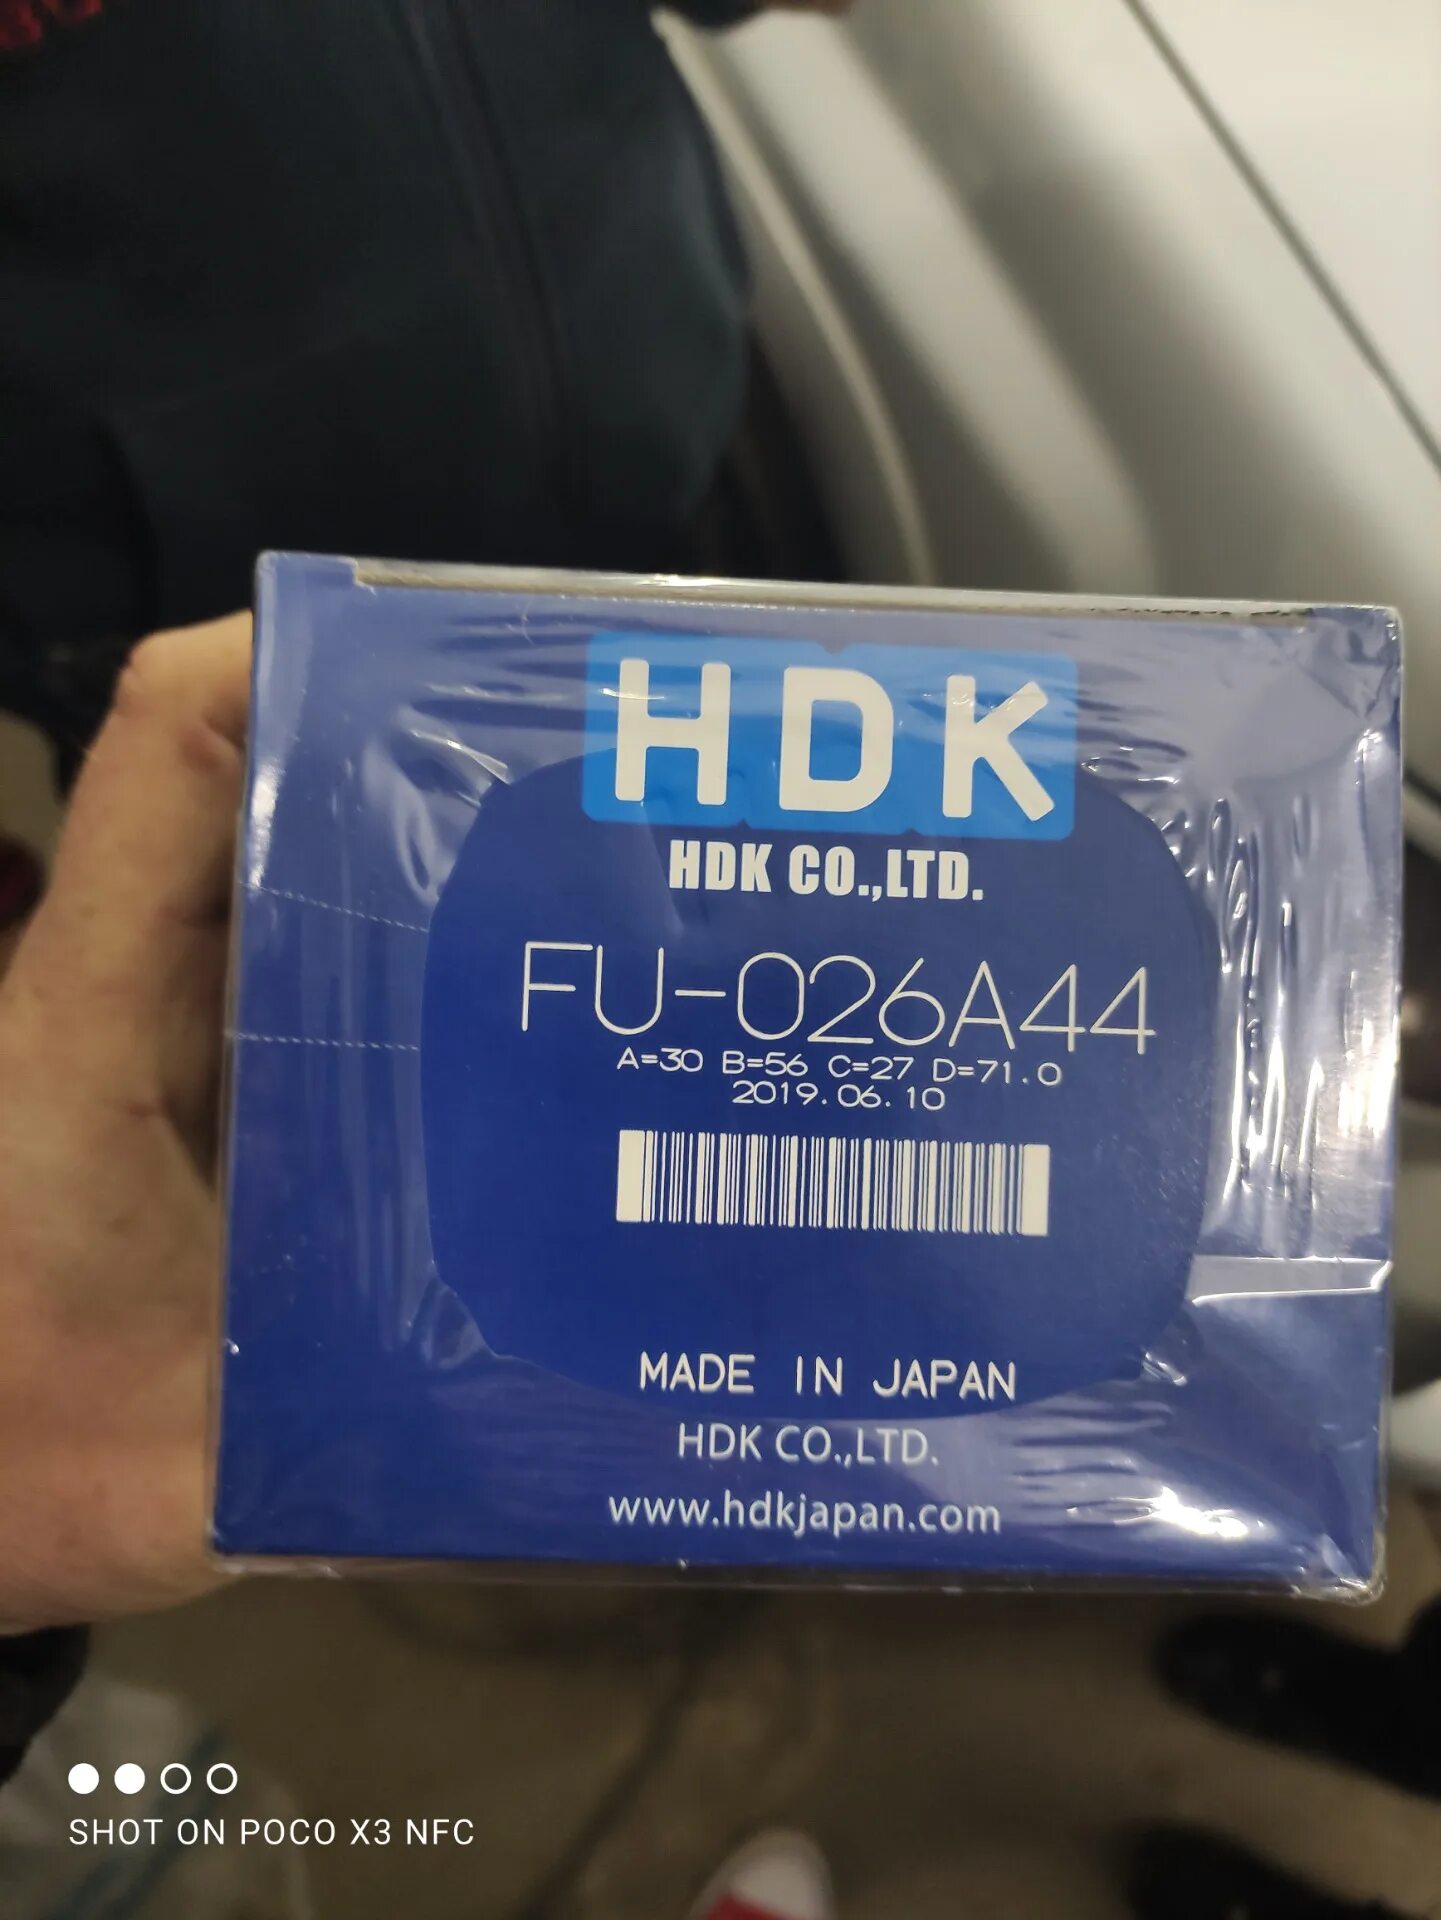 HDK
HDK CO.,LTD.
FU-026A44
A=30 B=56 C=27 D=71.0
2019.06.10
MADE IN JAPAN
HDK CO.,LTD.
www.hdkjapan.com
SHOT ON POCO X3 NFC